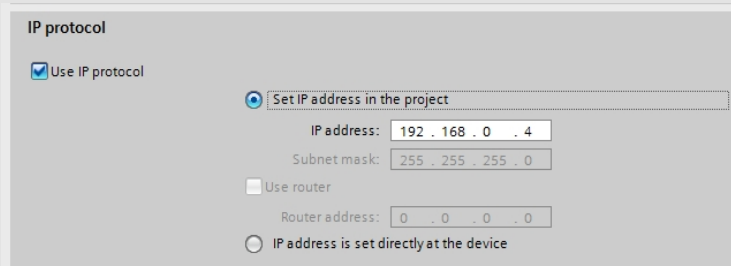 IP protocol
Use IP protocol
Set IP address in the project
IP address: 192 . 168 . 0 . 4
Subnet mask: 255 . 255 . 255 . 0
Use router
Router address: 0 . 0 . 0 . 0
IP address is set directly at the device